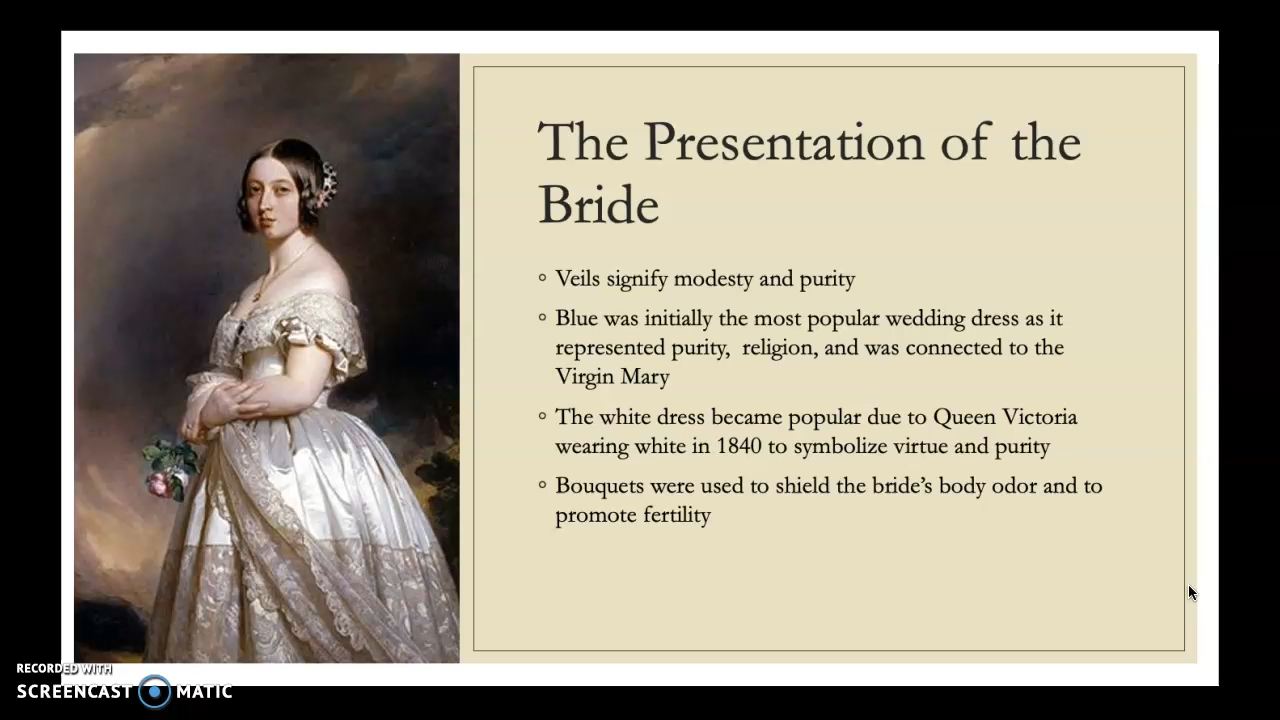 The Presentation of the
Bride
◦ Veils signify modesty and purity
◦ Blue was initially the most popular wedding dress as it
represented purity,  religion, and was connected to the
Virgin Mary
◦ The white dress became popular due to Queen Victoria
wearing white in 1840 to symbolize virtue and purity
◦ Bouquets were used to shield the bride’s body odor and to
promote fertility
RECORDED WITH
SCREENCAST MATIC